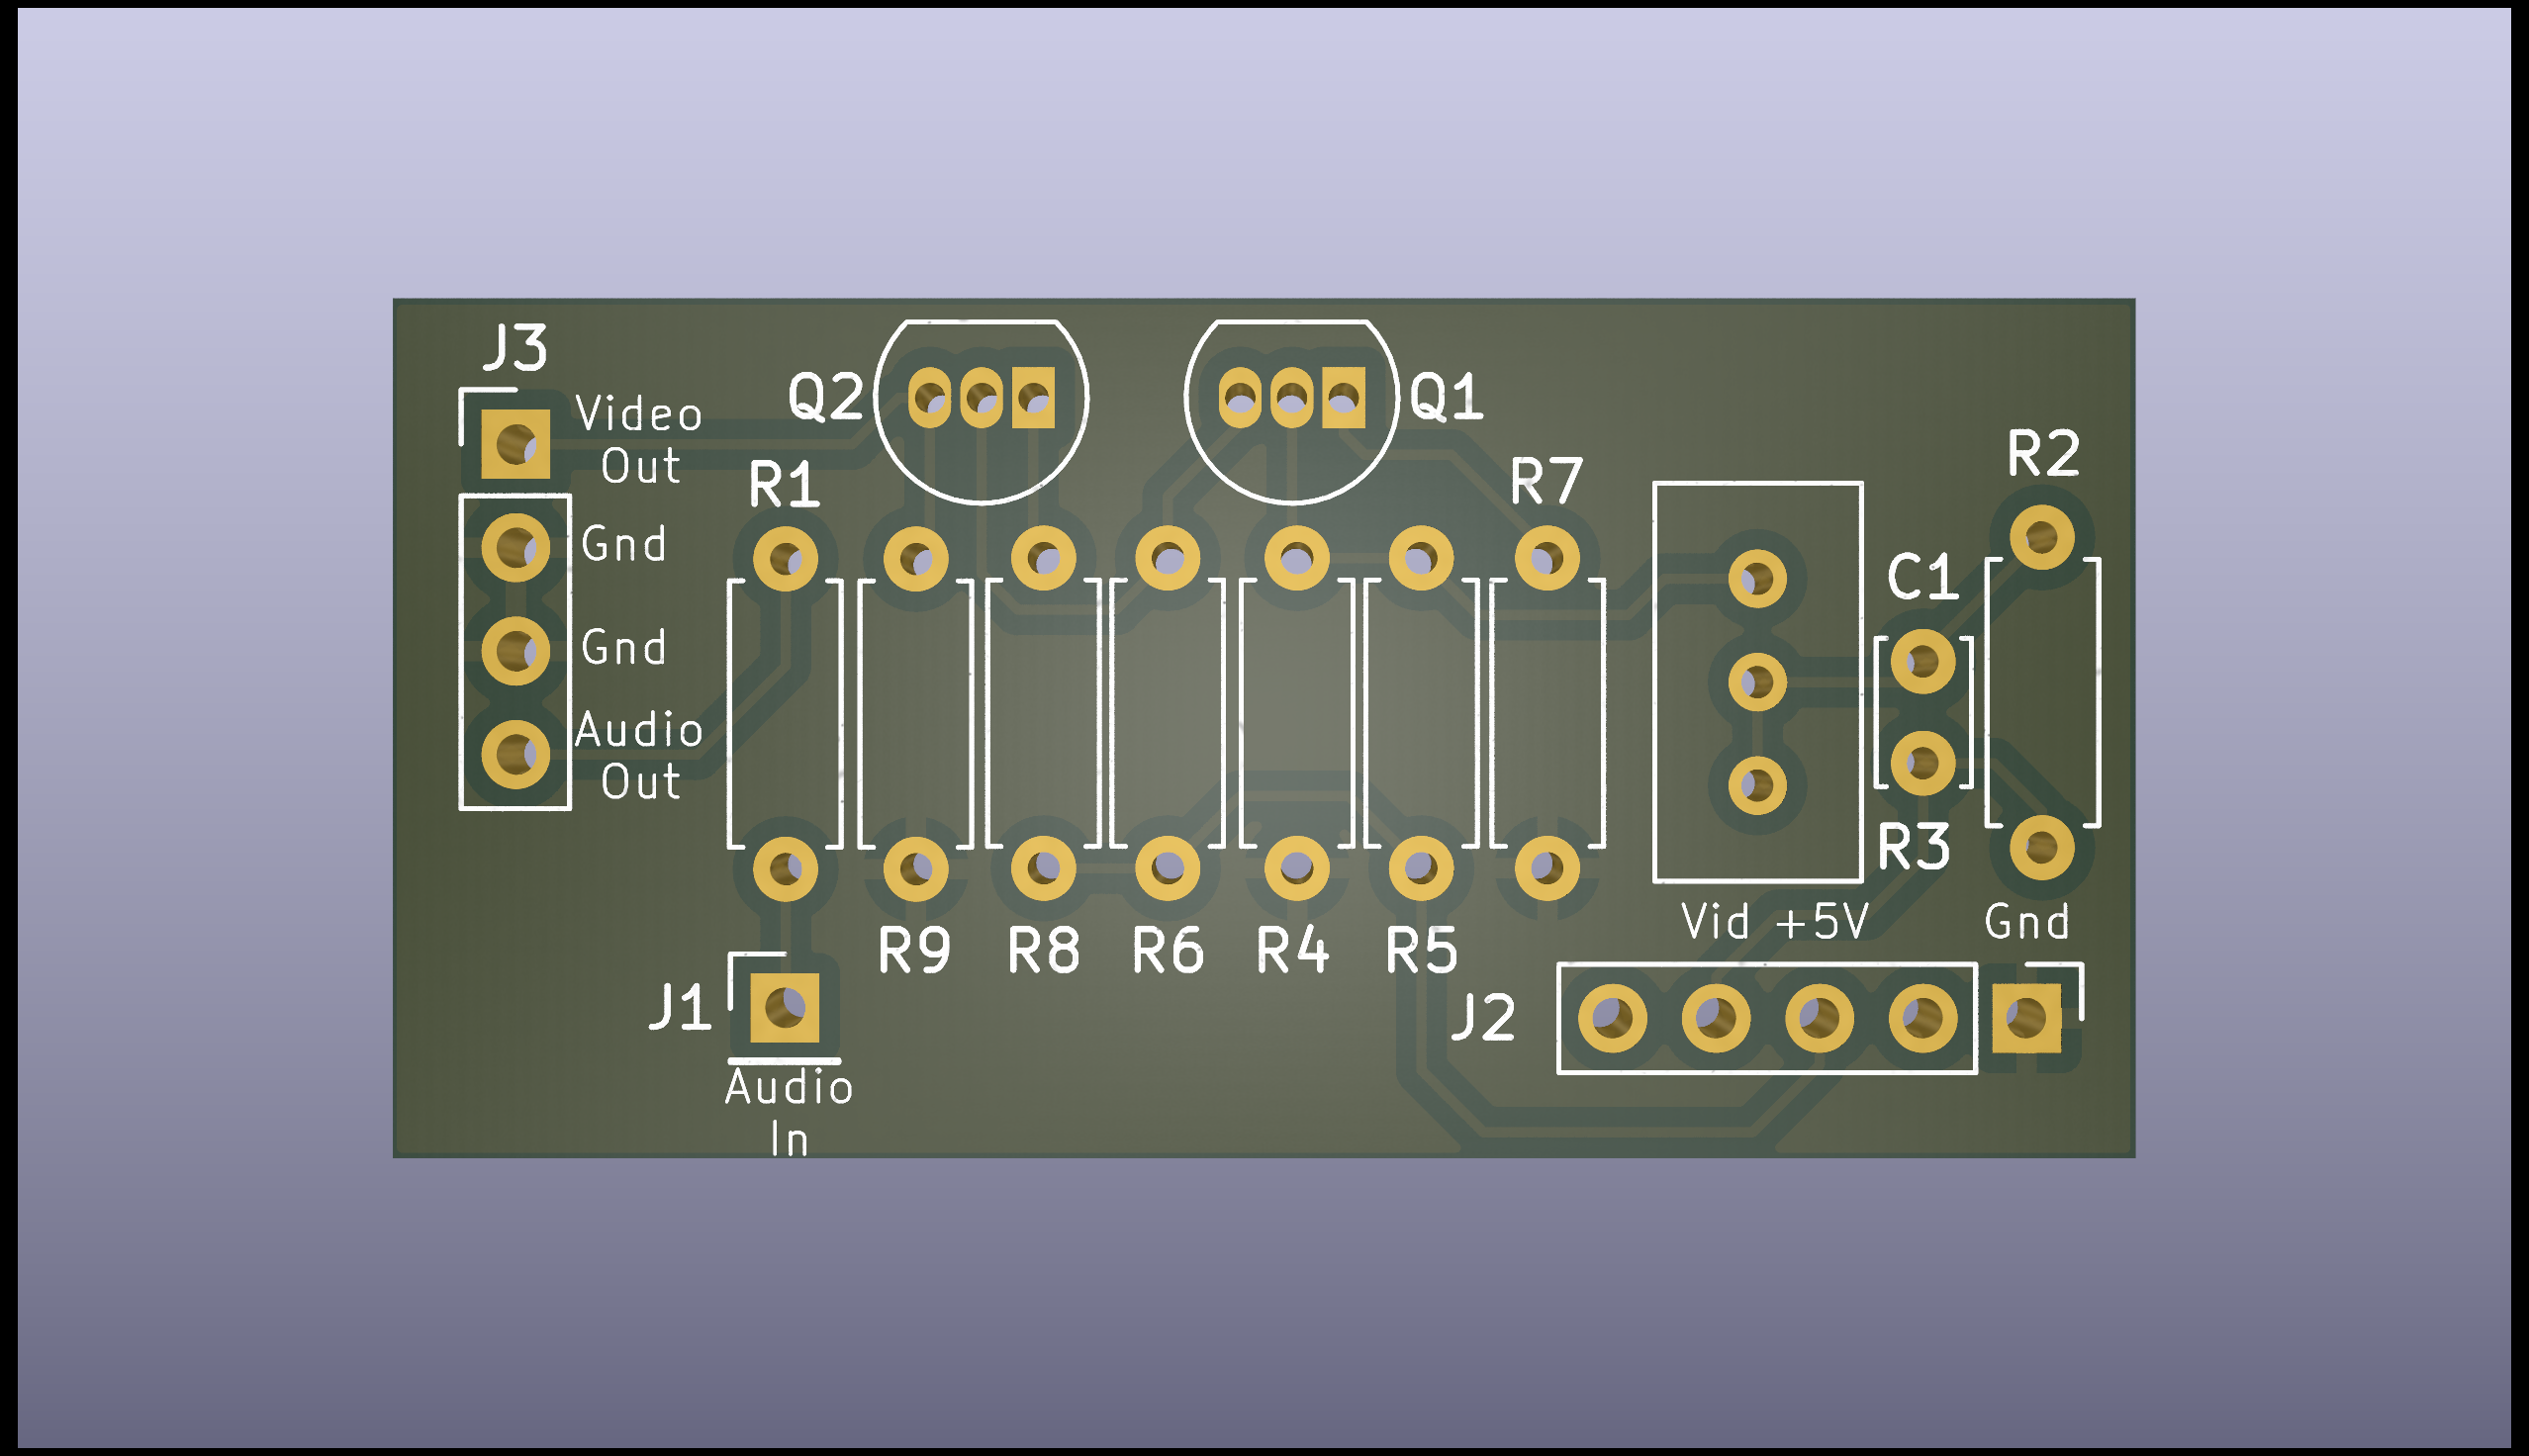 J3
Video
Out
Gnd
Gnd
Audio
Out
Q2
Q1
R1
R7
R2
C1
R3
R9
R8
R6
R4
R5
Vid +5V
Gnd
J1
J2
Audio
In